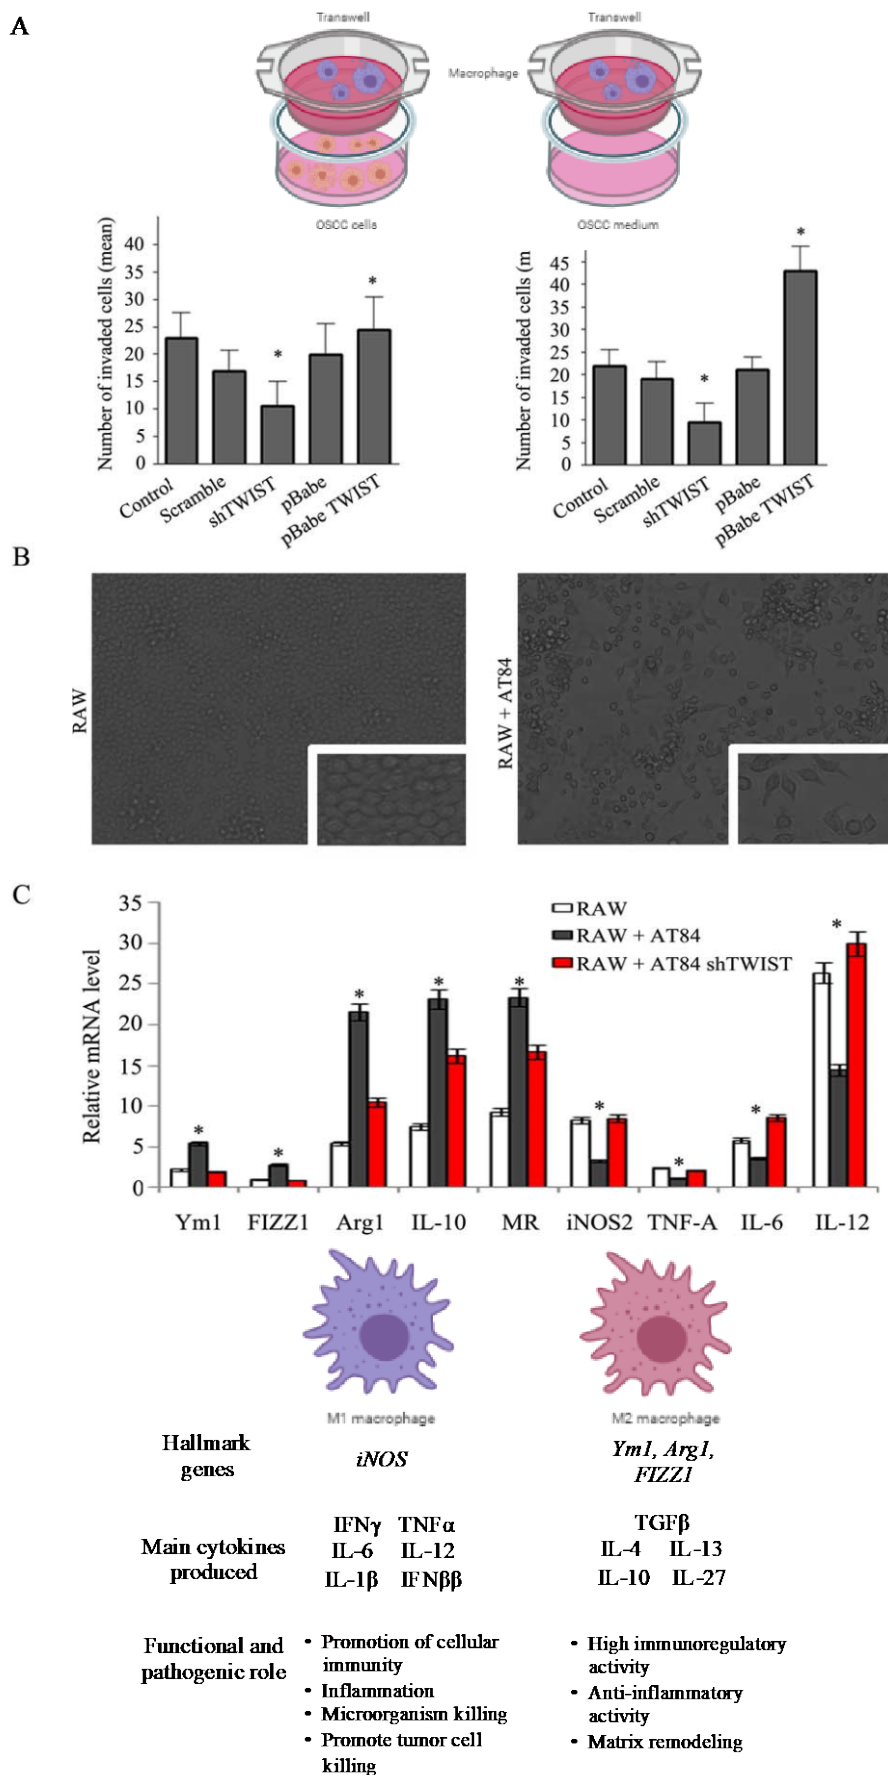 A
Transwell
Transwell
Macrophage
OSCC cells
OSCC medium
Number of invaded cells (mean)
40
35
30
25
20
15
10
5
0
*
*
Control
Scramble
shTWIST
pBabe
pBabe TWIST
Number of invaded cells (m
45
40
35
30
25
20
15
10
5
0
*
*
Control
Scramble
shTWIST
pBabe
pBabe TWIST
B
RAW
RAW + AT84
C
Relative mRNA level
35
30
25
20
15
10
5
0
RAW
RAW + AT84
RAW + AT84 shTWIST
* * * * * * * * *
Ym1 FIZZ1 Arg1 IL-10 MR iNOS2 TNF-A IL-6 IL-12
M1 macrophage
M2 macrophage
Hallmark
genes
iNOS
Ym1, Arg1,
FIZZ1
Main cytokines
produced
IFNγ TNFα
IL-6 IL-12
IL-1β IFNββ
TGFβ
IL-4 IL-13
IL-10 IL-27
Functional and
pathogenic role
• Promotion of cellular
immunity
• Inflammation
• Microorganism killing
• Promote tumor cell
killing
• High immunoregulatory
activity
• Anti-inflammatory
activity
• Matrix remodeling